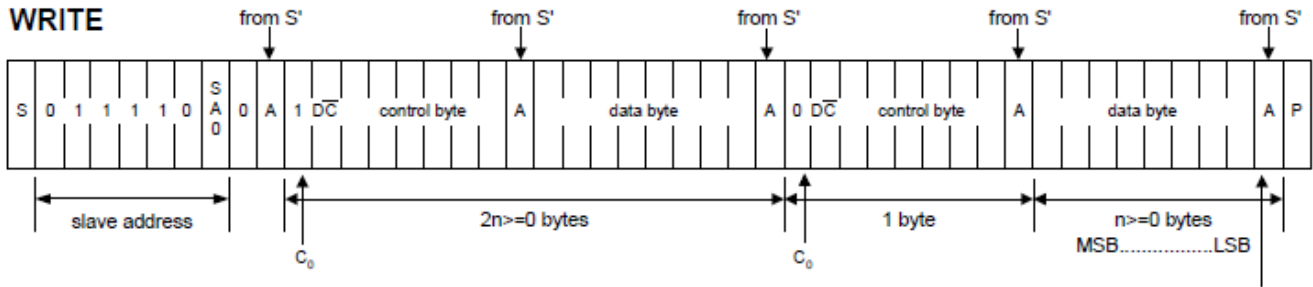 WRITE
from S' from S' from S' from S' from S'
S 0 1 1 1 1 0 SA0 0 A 1 DC̅ control byte A data byte A 0 DC̅ control byte A data byte A P
slave address 2n>=0 bytes 1 byte n>=0 bytes
MSB.................LSB
C₀ C₀